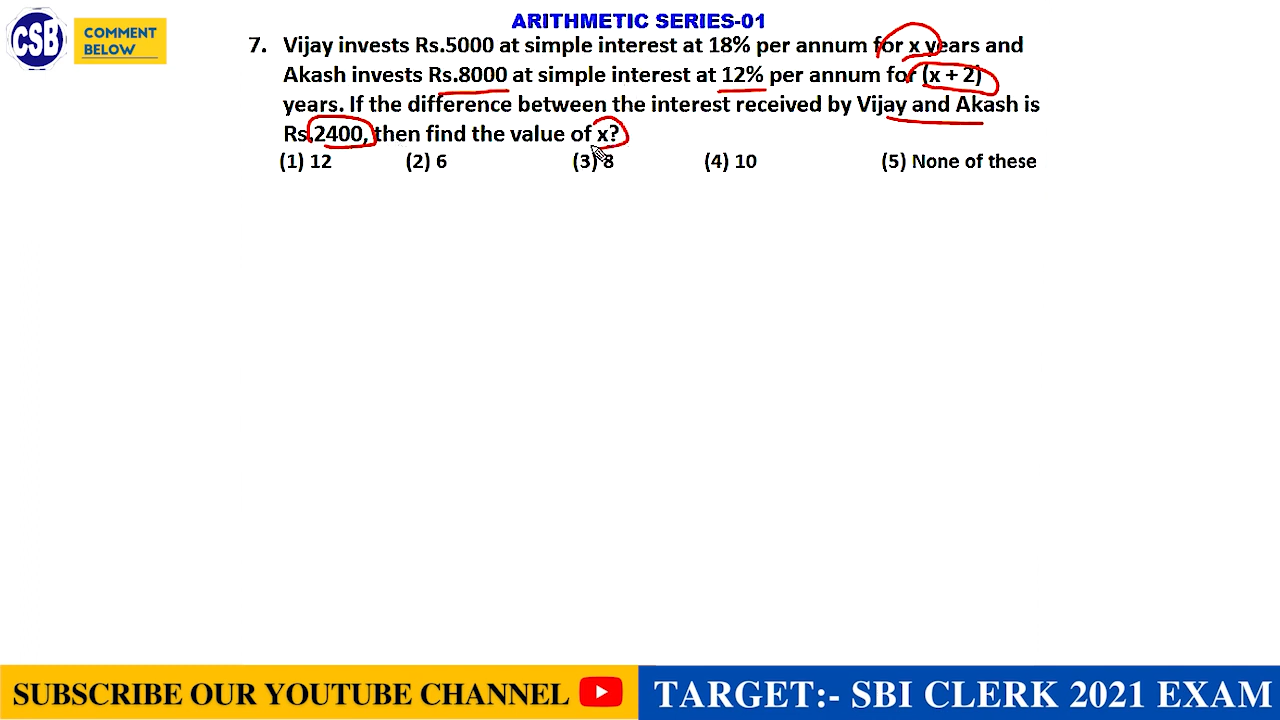 ARITHMETIC SERIES-01
CSB
COMMENT
BELOW
7. Vijay invests Rs.5000 at simple interest at 18% per annum for x years and
Akash invests Rs.8000 at simple interest at 12% per annum for (x + 2)
years. If the difference between the interest received by Vijay and Akash is
Rs.2400, then find the value of x?
(1) 12 (2) 6 (3) 8 (4) 10 (5) None of these
SUBSCRIBE OUR YOUTUBE CHANNEL
TARGET:- SBI CLERK 2021 EXAM